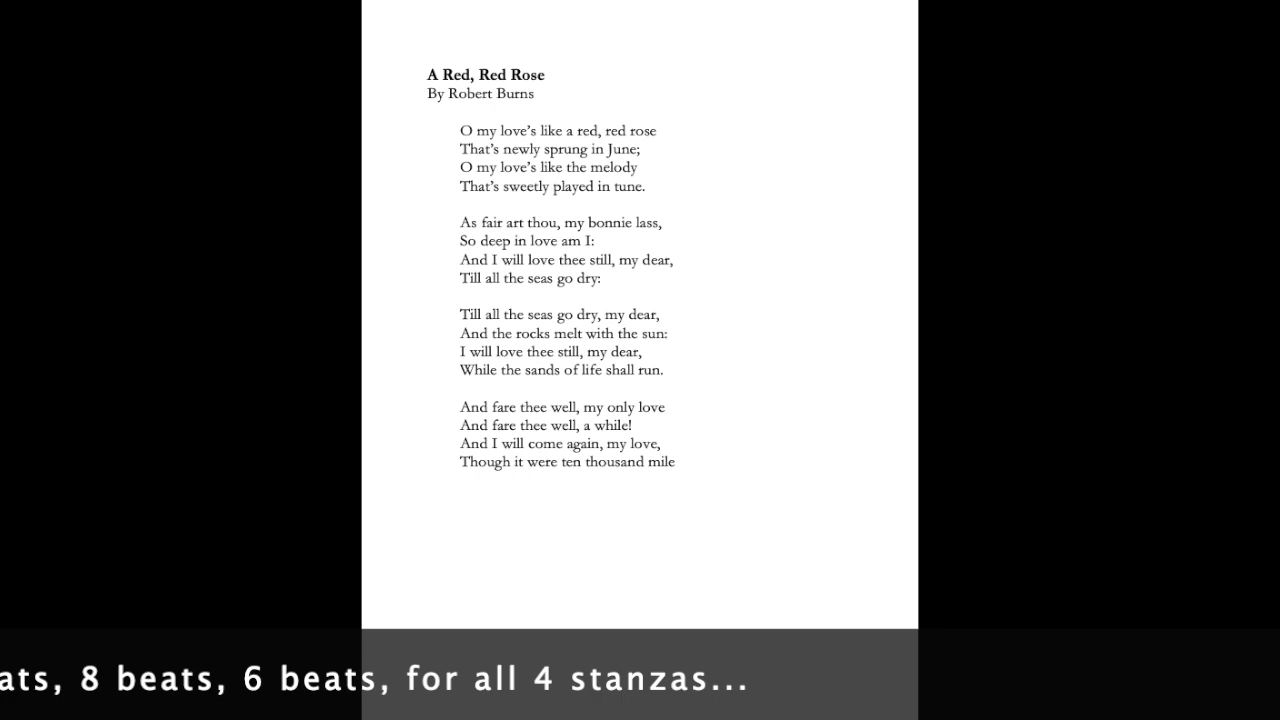 A Red, Red Rose
By Robert Burns
O my love’s like a red, red rose
That’s newly sprung in June;
O my love’s like the melody
That’s sweetly played in tune.
As fair art thou, my bonnie lass,
So deep in love am I:
And I will love thee still, my dear,
Till all the seas go dry:
Till all the seas go dry, my dear,
And the rocks melt with the sun:
I will love thee still, my dear,
While the sands of life shall run.
And fare thee well, my only love
And fare thee well, a while!
And I will come again, my love,
Though it were ten thousand mile
8 beats, 6 beats, for all 4 stanzas...